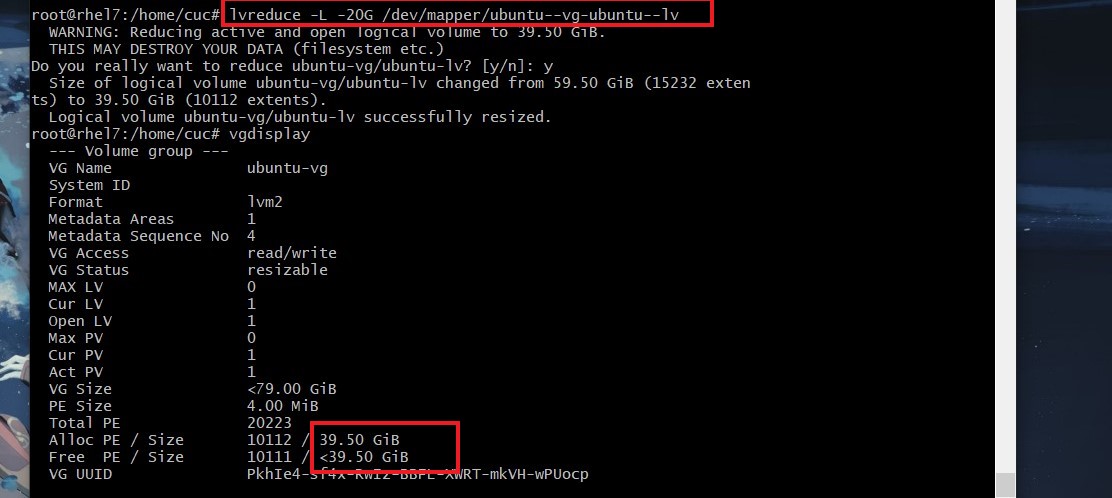 root@rhel7:/home/cuc# lvreduce -L -20G /dev/mapper/ubuntu--vg-ubuntu--lv
WARNING: Reducing active and open logical volume to 39.50 GiB.
THIS MAY DESTROY YOUR DATA (filesystem etc.)
Do you really want to reduce ubuntu-vg/ubuntu-lv? [y/n]: y
Size of logical volume ubuntu-vg/ubuntu-lv changed from 59.50 GiB (15232 exten
ts) to 39.50 GiB (10112 extents).
Logical volume ubuntu-vg/ubuntu-lv successfully resized.
root@rhel7:/home/cuc# vgdisplay
--- Volume group ---
VG Name ubuntu-vg
System ID
Format lvm2
Metadata Areas 1
Metadata Sequence No 4
VG Access read/write
VG Status resizable
MAX LV 0
Cur LV 1
Open LV 1
Max PV 0
Cur PV 1
Act PV 1
VG Size <79.00 GiB
PE Size 4.00 MiB
Total PE 20223
Alloc PE / Size 10112 / 39.50 GiB
Free PE / Size 10111 / <39.50 GiB
VG UUID